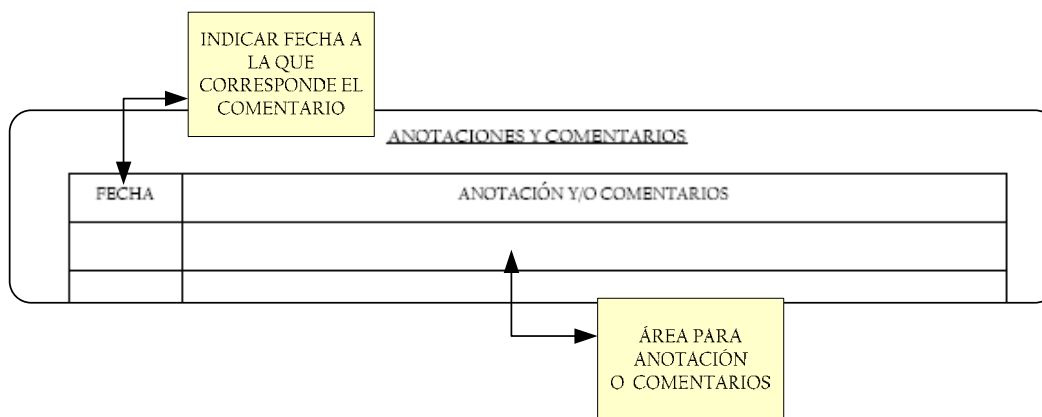 INDICAR FECHA A
LA QUE
CORRESPONDE EL
COMENTARIO
ANOTACIONES Y COMENTARIOS
FECHA
ANOTACIÓN Y/O COMENTARIOS
ÁREA PARA
ANOTACIÓN
O COMENTARIOS